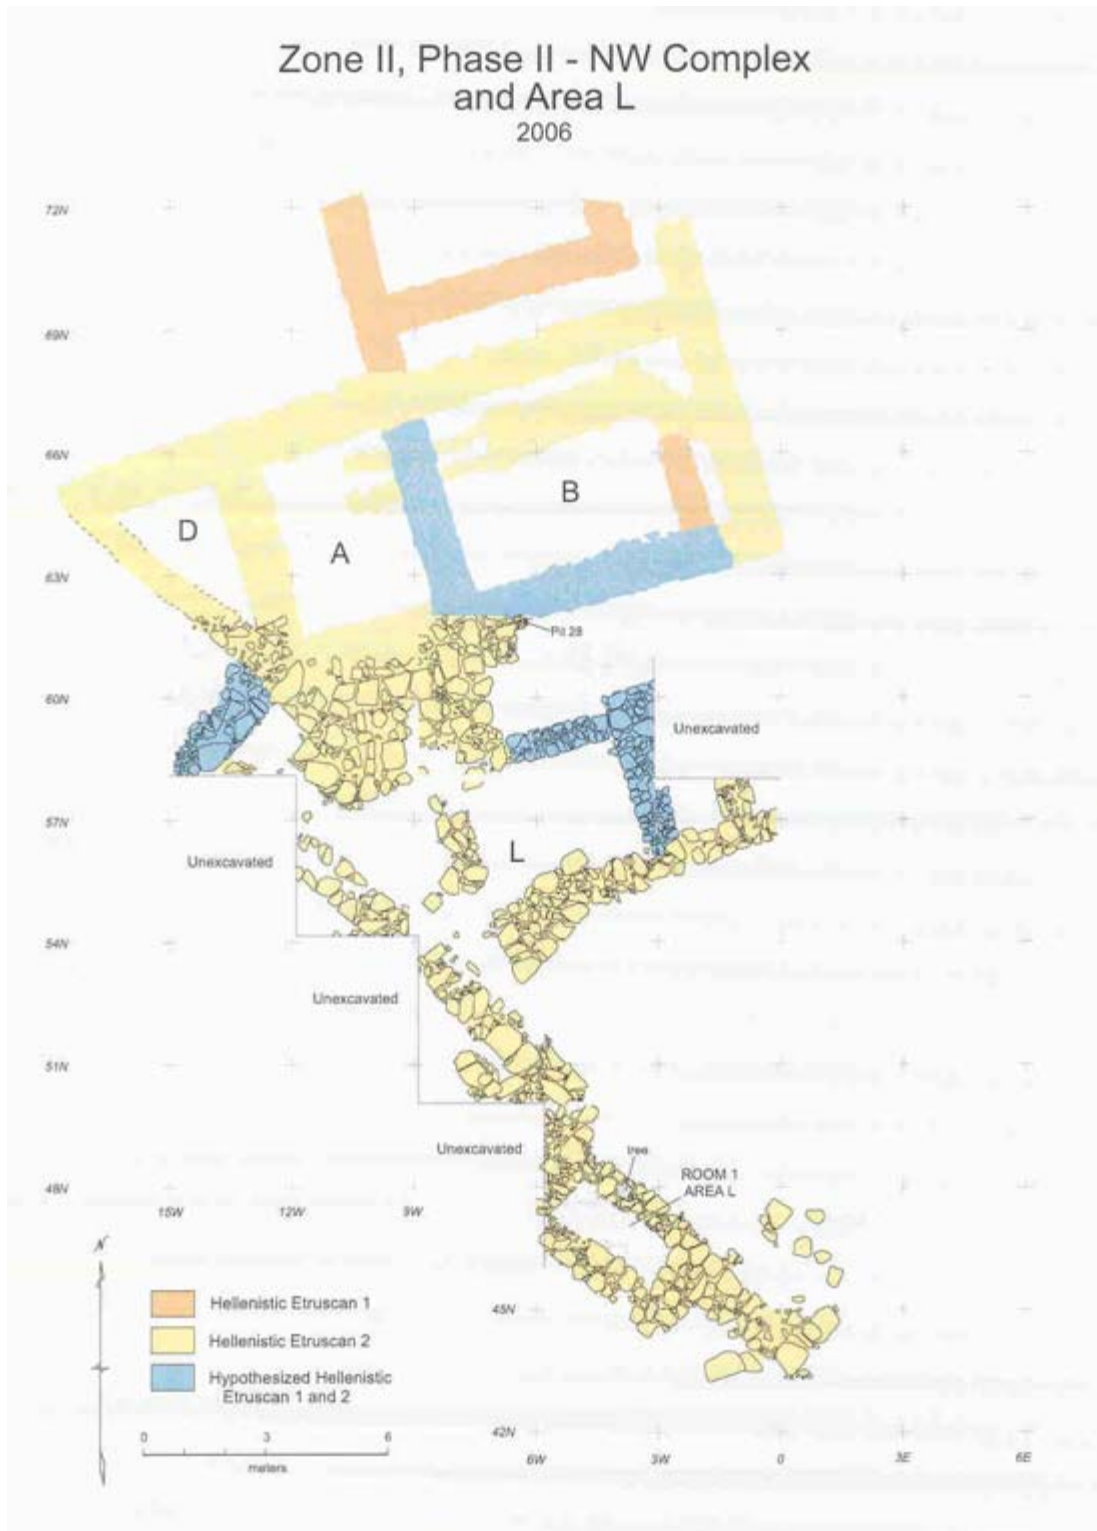 Zone II, Phase II - NW Complex
and Area L
2006
72N
69N
66N
B
D
A
63N
Pit 28
60N
Unexcavated
57N
L
Unexcavated
54N
Unexcavated
51N
Unexcavated
tree
ROOM 1
AREA L
48N
15W 12W 9W
N
Hellenistic Etruscan 1
45N
Hellenistic Etruscan 2
Hypothesized Hellenistic
Etruscan 1 and 2
42N
0 3 6
6W 3W 0 3E 6E
meters